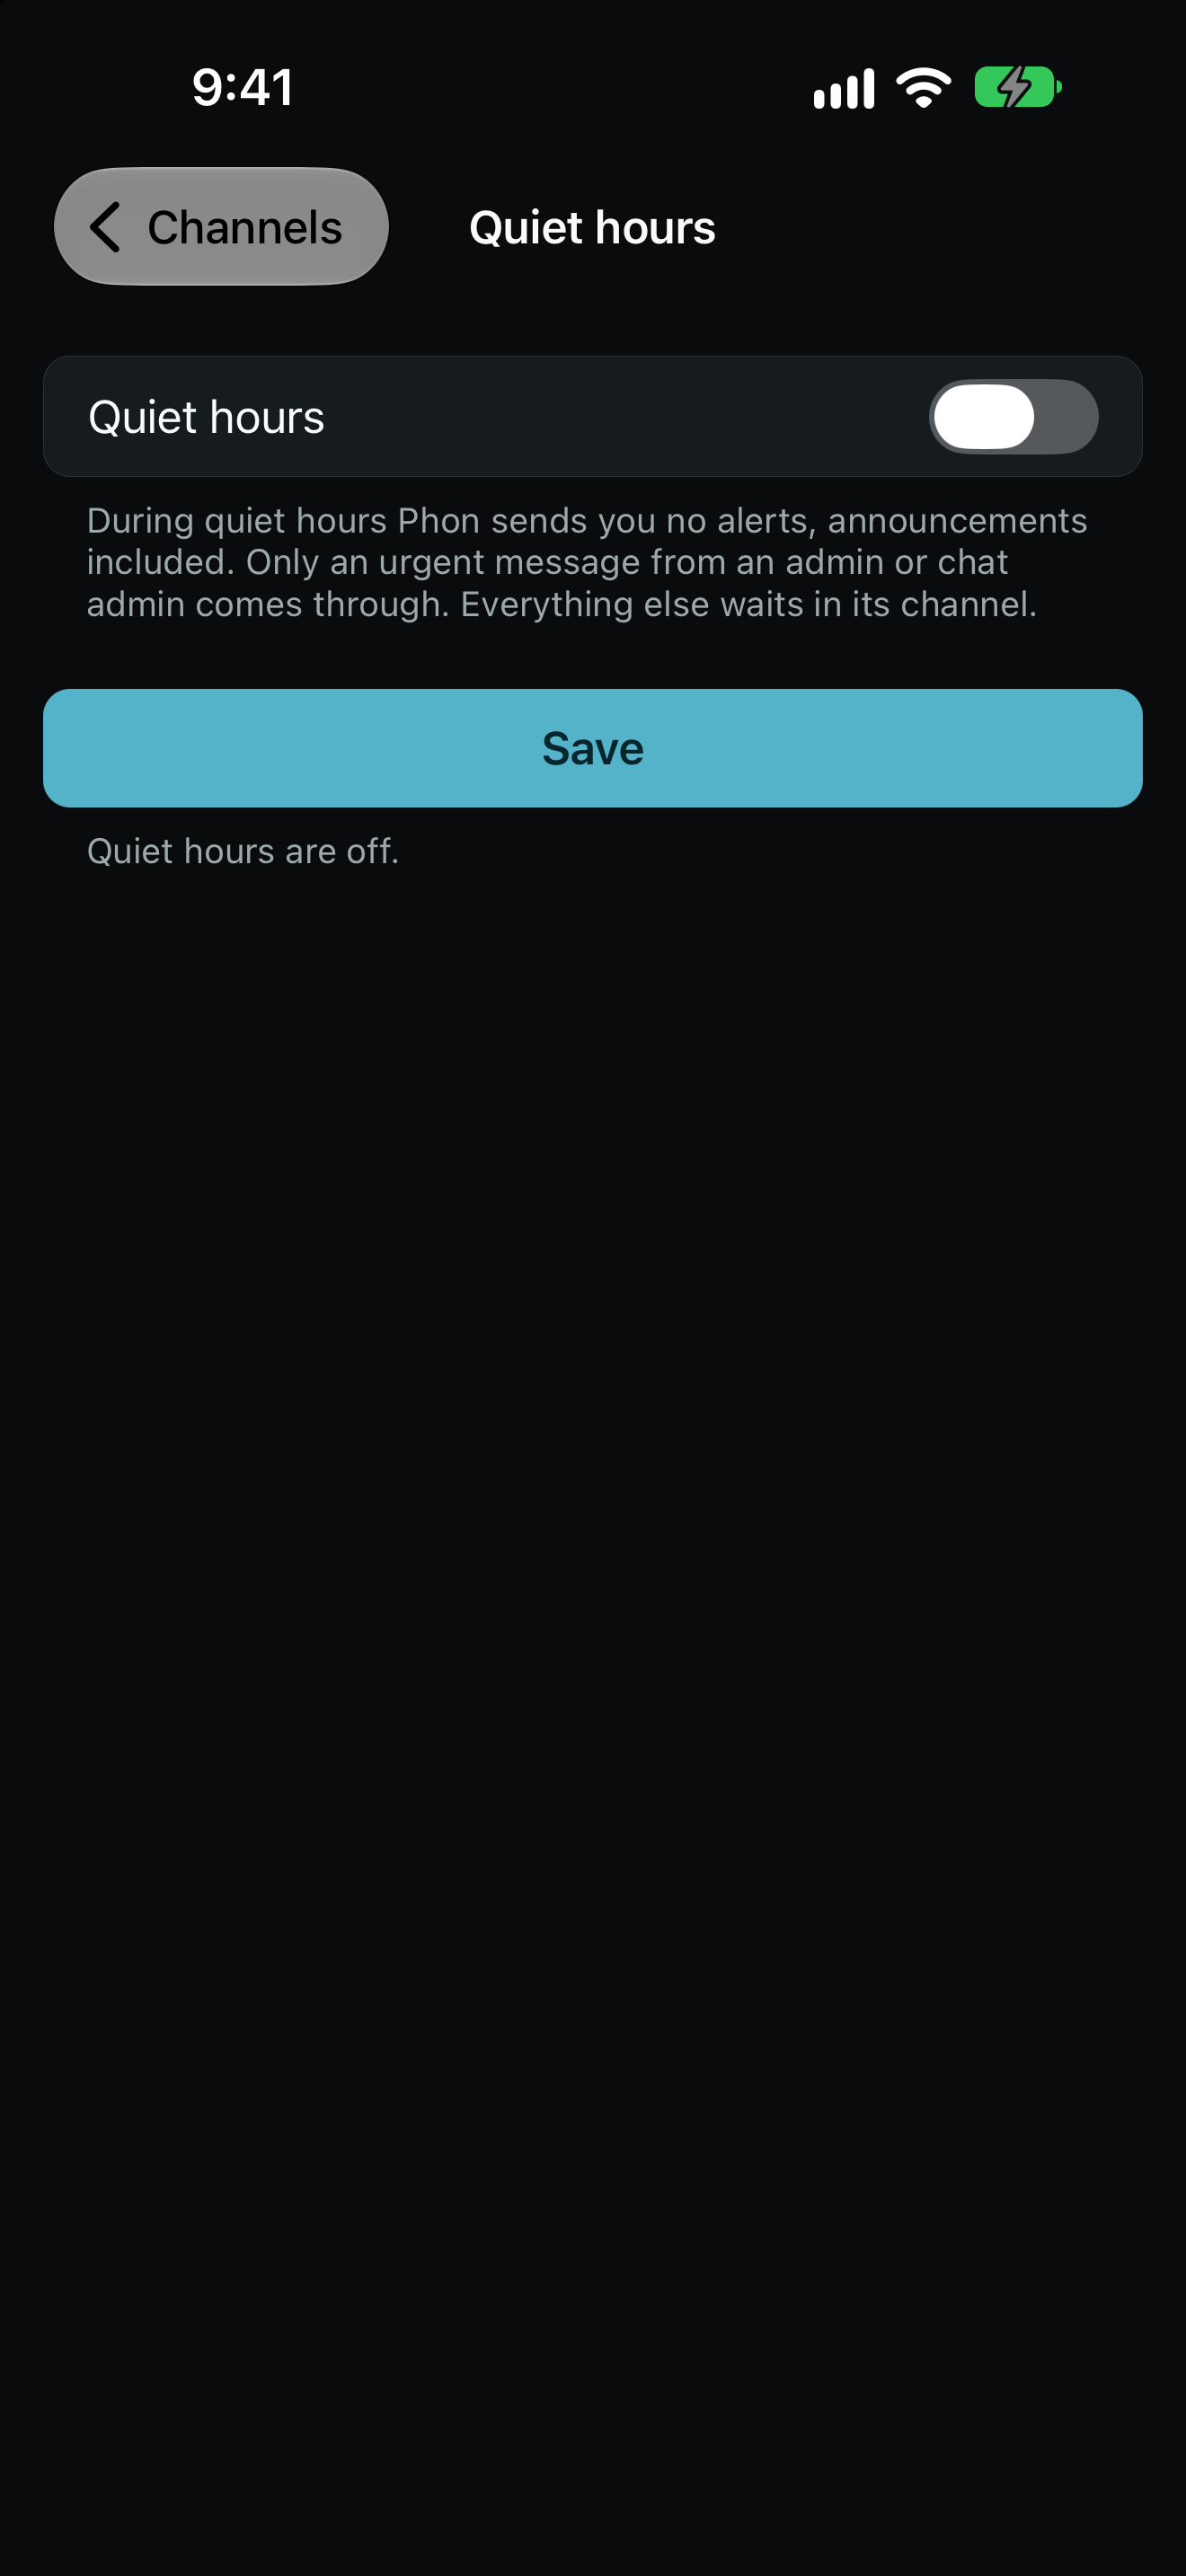 9:41
Channels
Quiet hours
Quiet hours
During quiet hours Phon sends you no alerts, announcements
included. Only an urgent message from an admin or chat
admin comes through. Everything else waits in its channel.
Save
Quiet hours are off.